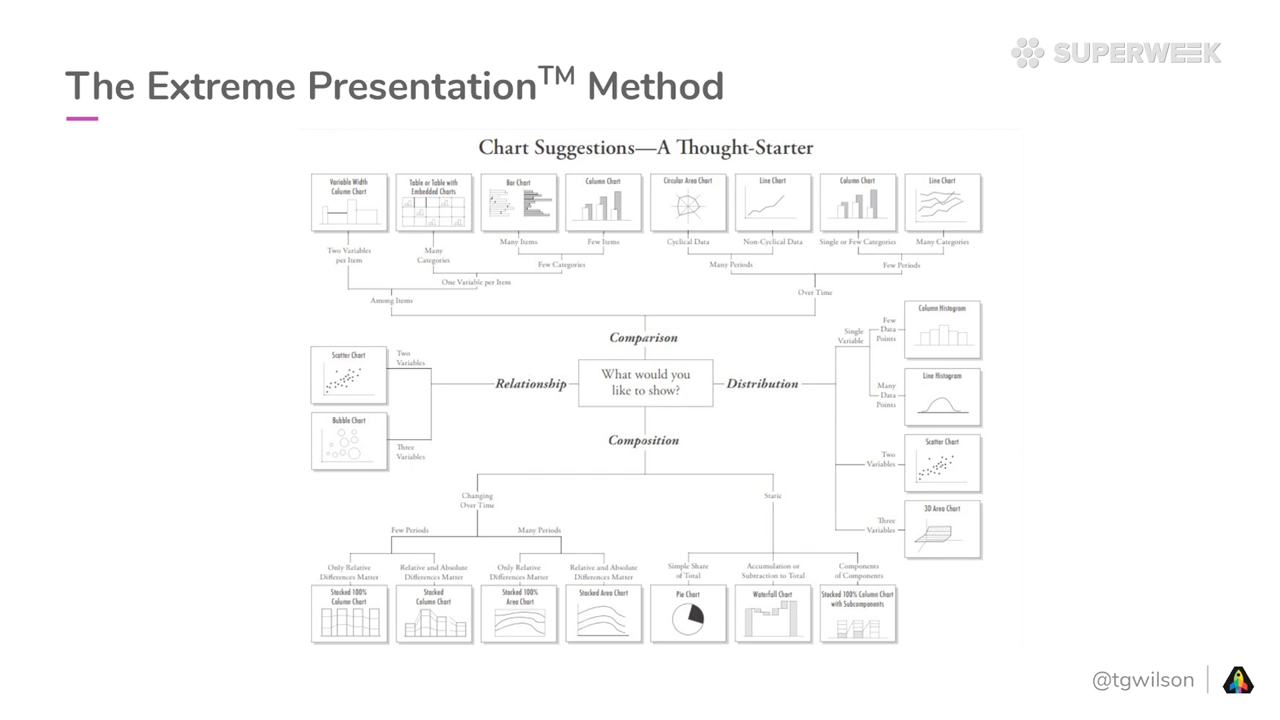 SUPERWEEK
The Extreme Presentation™ Method
Chart Suggestions—A Thought-Starter
Variable Width
Column Chart
Table or Table with
Embedded Charts
Bar Chart
Column Chart
Circular Area Chart
Line Chart
Column Chart
Line Chart
Two Variables
per Item
Many
Categories
Many Items
Few Items
Cyclical Data
Non-Cyclical Data
Single or Few Categories
Many Categories
Few Categories
Many Periods
Few Periods
One Variable per Item
Among Items
Over Time
Comparison
What would you
like to show?
Relationship
Distribution
Composition
Scatter Chart
Two
Variables
Bubble Chart
Three
Variables
Single
Variable
Few
Data
Points
Column Histogram
Many
Data
Points
Line Histogram
Two
Variables
Scatter Chart
Three
Variables
3D Area Chart
Changing
Over Time
Static
Few Periods
Many Periods
Only Relative
Differences Matter
Relative and Absolute
Differences Matter
Only Relative
Differences Matter
Relative and Absolute
Differences Matter
Simple Share
of Total
Accumulation or
Subtraction to Total
Components
of Components
Stacked 100%
Column Chart
Stacked
Column Chart
Stacked 100%
Area Chart
Stacked Area Chart
Pie Chart
Waterfall Chart
Stacked 100% Column Chart
with Subcomponents
@tgwilson